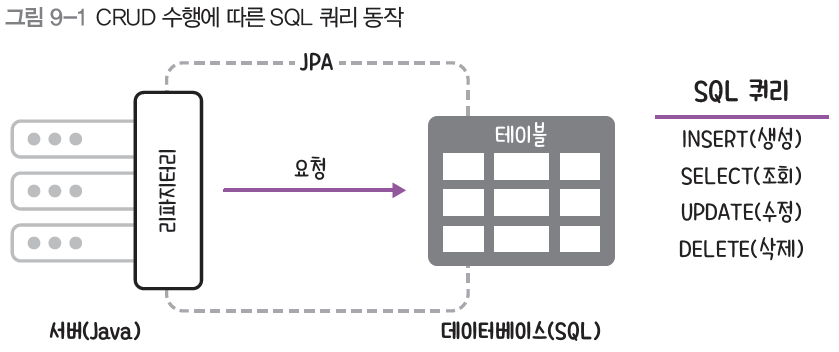 그림 9-1 CRUD 수행에 따른 SQL 쿼리 동작
JPA
리파지터리
요청
테이블
서버(Java)
데이터베이스(SQL)
SQL 쿼리
INSERT(생성)
SELECT(조회)
UPDATE(수정)
DELETE(삭제)